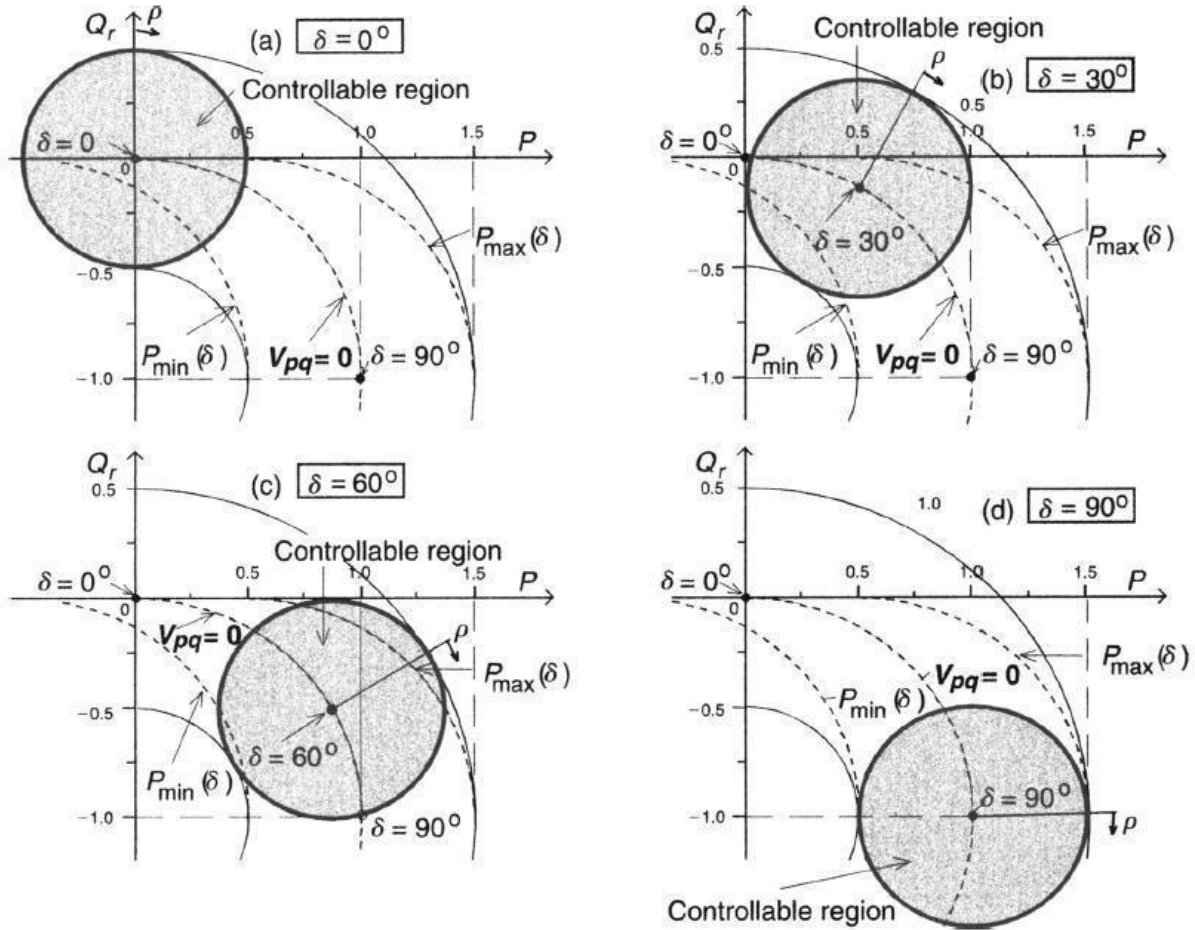 Q_r ρ (a) δ = 0°
Controllable region
δ = 0
0.5 1.0 1.5 P
0
P_max(δ)
-0.5
P_min(δ)
V_pq = 0 δ = 90°
-1.0
Q_r Controllable region
0.5 ρ (b) δ = 30°
0.5
δ = 0° 0.5 1.0 1.5 P
0
δ = 30° P_max(δ)
-0.5
P_min(δ) V_pq = 0 δ = 90°
-1.0
Q_r (c) δ = 60°
0.5
Controllable region
δ = 0° 0.5 1.0 1.5 P
0
V_pq = 0 ρ
P_max(δ)
-0.5
δ = 60°
P_min(δ)
-1.0 δ = 90°
Q_r
0.5 1.0 (d) δ = 90°
δ = 0° 0.5 1.0 1.5 P
0
P_max(δ)
V_pq = 0
P_min(δ)
-0.5
δ = 90°
-1.0 ρ
Controllable region